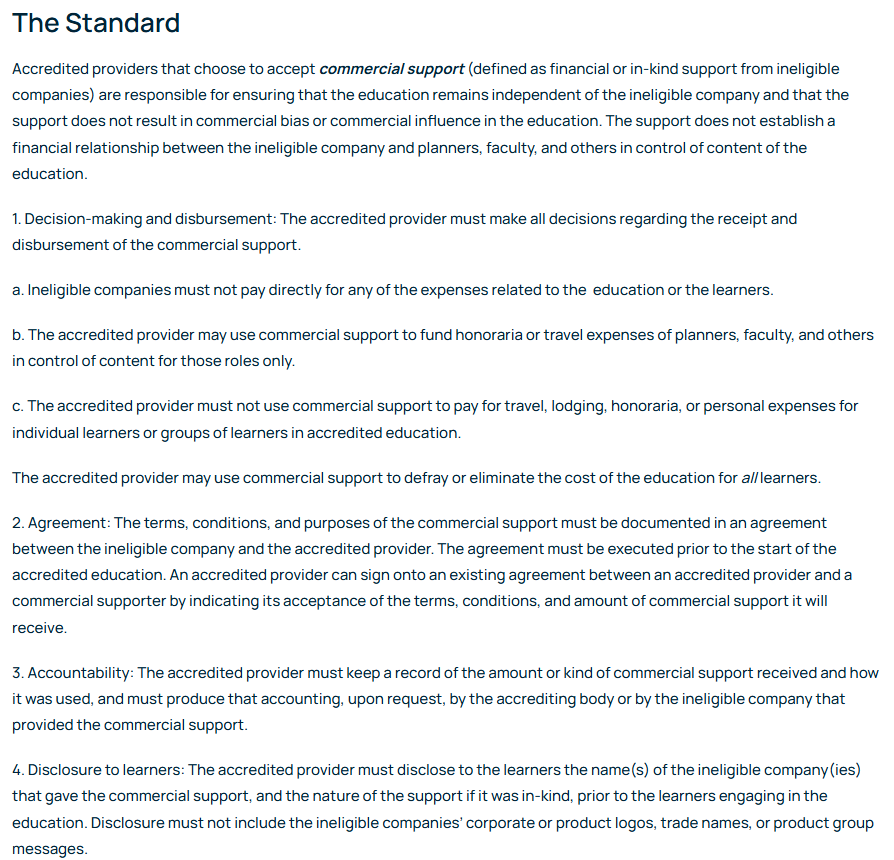 The Standard
Accredited providers that choose to accept commercial support (defined as financial or in-kind support from ineligible
companies) are responsible for ensuring that the education remains independent of the ineligible company and that the
support does not result in commercial bias or commercial influence in the education. The support does not establish a
financial relationship between the ineligible company and planners, faculty, and others in control of content of the
education.
1. Decision-making and disbursement: The accredited provider must make all decisions regarding the receipt and
disbursement of the commercial support.
a. Ineligible companies must not pay directly for any of the expenses related to the education or the learners.
b. The accredited provider may use commercial support to fund honoraria or travel expenses of planners, faculty, and others
in control of content for those roles only.
c. The accredited provider must not use commercial support to pay for travel, lodging, honoraria, or personal expenses for
individual learners or groups of learners in accredited education.
The accredited provider may use commercial support to defray or eliminate the cost of the education for all learners.
2. Agreement: The terms, conditions, and purposes of the commercial support must be documented in an agreement
between the ineligible company and the accredited provider. The agreement must be executed prior to the start of the
accredited education. An accredited provider can sign onto an existing agreement between an accredited provider and a
commercial supporter by indicating its acceptance of the terms, conditions, and amount of commercial support it will
receive.
3. Accountability: The accredited provider must keep a record of the amount or kind of commercial support received and how
it was used, and must produce that accounting, upon request, by the accrediting body or by the ineligible company that
provided the commercial support.
4. Disclosure to learners: The accredited provider must disclose to the learners the name(s) of the ineligible company(ies)
that gave the commercial support, and the nature of the support if it was in-kind, prior to the learners engaging in the
education. Disclosure must not include the ineligible companies’ corporate or product logos, trade names, or product group
messages.